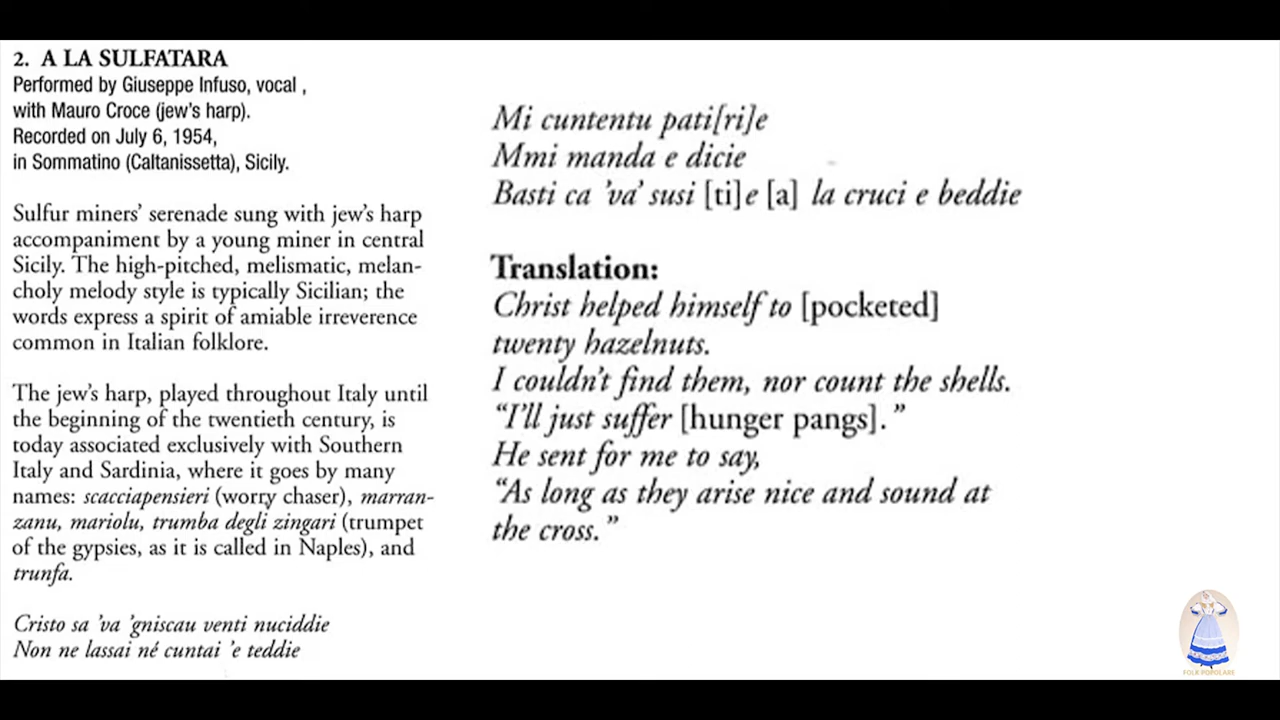 2. A LA SULFATARA
Performed by Giuseppe Infuso, vocal ,
with Mauro Croce (jew's harp).
Recorded on July 6, 1954,
in Sommatino (Caltanissetta), Sicily.
Sulfur miners' serenade sung with jew's harp
accompaniment by a young miner in central
Sicily. The high-pitched, melismatic, melan-
choly melody style is typically Sicilian; the
words express a spirit of amiable irreverence
common in Italian folklore.
The jew's harp, played throughout Italy until
the beginning of the twentieth century, is
today associated exclusively with Southern
Italy and Sardinia, where it goes by many
names: scacciapensieri (worry chaser), marran-
zanu, mariolu, trumba degli zingari (trumpet
of the gypsies, as it is called in Naples), and
trunfa.
Cristo sa 'va 'gniscau venti nuciddie
Non ne lassai né cuntai 'e teddie
Mi cuntentu pati[ri]e
Mmi manda e dicie
Basti ca 'va' susi [ti]e [a] la cruci e beddie
Translation:
Christ helped himself to [pocketed]
twenty hazelnuts.
I couldn't find them, nor count the shells.
“I'll just suffer [hunger pangs].”
He sent for me to say,
“As long as they arise nice and sound at
the cross.”
FOLK POPOLARE